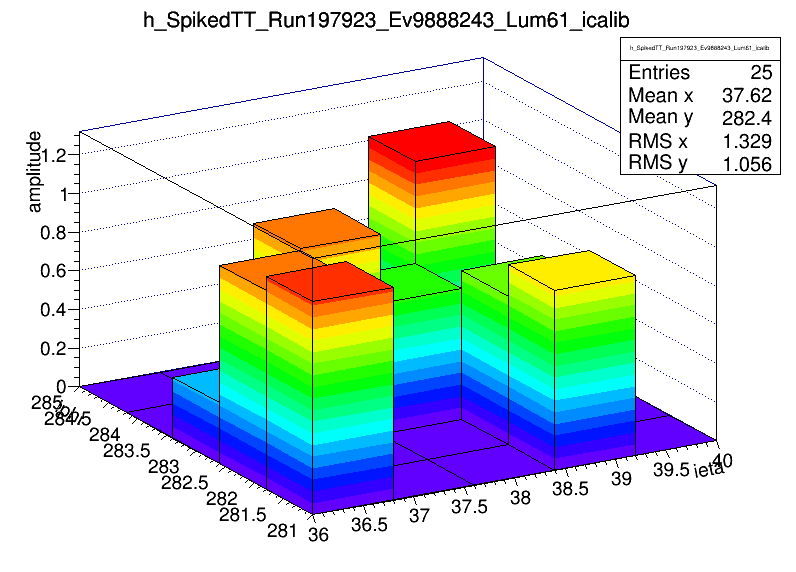 h_SpikedTT_Run197923_Ev9888243_Lum61_icalib
h_SpikedTT_Run197923_Ev9888243_Lum61_icalib
Entries 25
Mean x 37.62
Mean y 282.4
RMS x 1.329
RMS y 1.056
amplitude
1.2
1
0.8
0.6
0.4
0.2
0
285
284.5
284
283.5
283
282.5
282
281.5
281
36
36.5
37
37.5
38
38.5
39
39.5
40
ieta